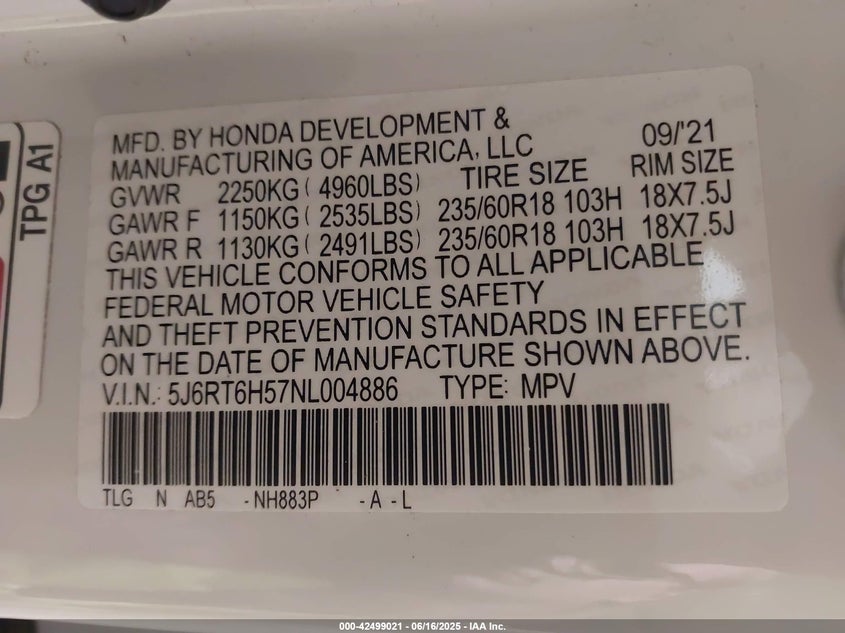 TPG A1
MFD. BY HONDA DEVELOPMENT & 09/'21
MANUFACTURING OF AMERICA, LLC
TIRE SIZE RIM SIZE
GVWR 2250KG ( 4960LBS)
GAWR F 1150KG ( 2535LBS) 235/60R18 103H 18X7.5J
GAWR R 1130KG ( 2491LBS) 235/60R18 103H 18X7.5J
THIS VEHICLE CONFORMS TO ALL APPLICABLE
FEDERAL MOTOR VEHICLE SAFETY
AND THEFT PREVENTION STANDARDS IN EFFECT
ON THE DATE OF MANUFACTURE SHOWN ABOVE.
V.I.N.: 5J6RT6H57NL004886 TYPE: MPV
TLG N AB5 -NH883P -A -L
000-42499021 - 06/16/2025 - IAA Inc.